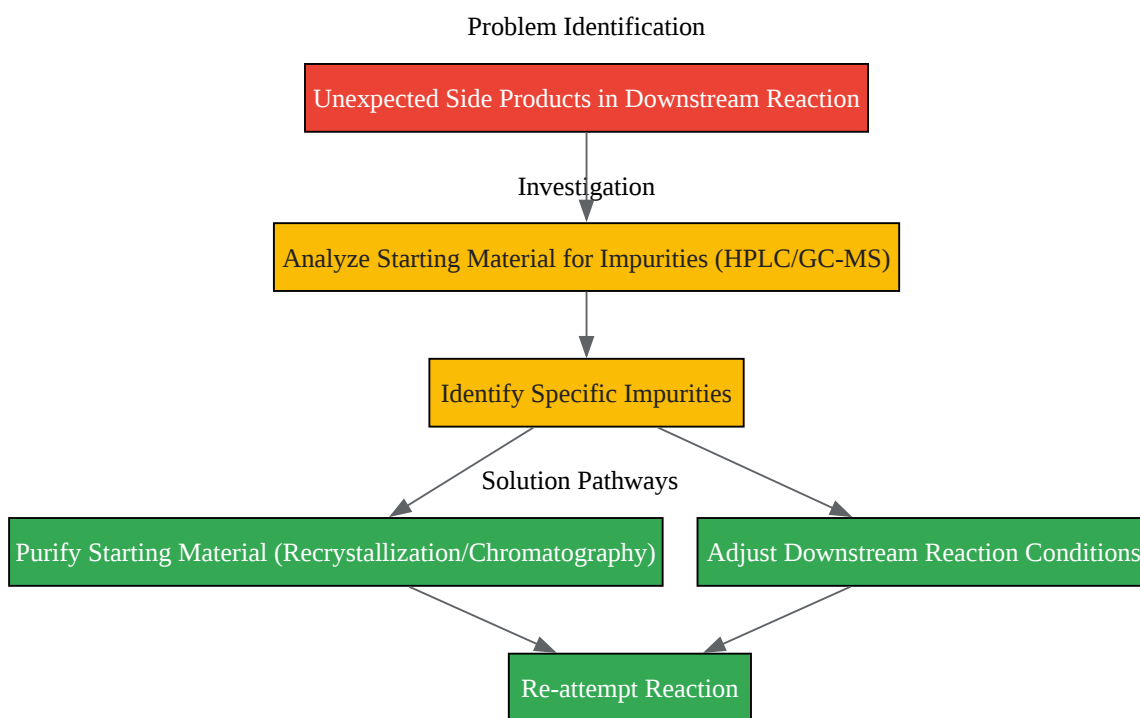 Problem Identification
Unexpected Side Products in Downstream Reaction
Investigation
Analyze Starting Material for Impurities (HPLC/GC-MS)
Identify Specific Impurities
Solution Pathways
Purify Starting Material (Recrystallization/Chromatography)
Adjust Downstream Reaction Conditions
Re-attempt Reaction